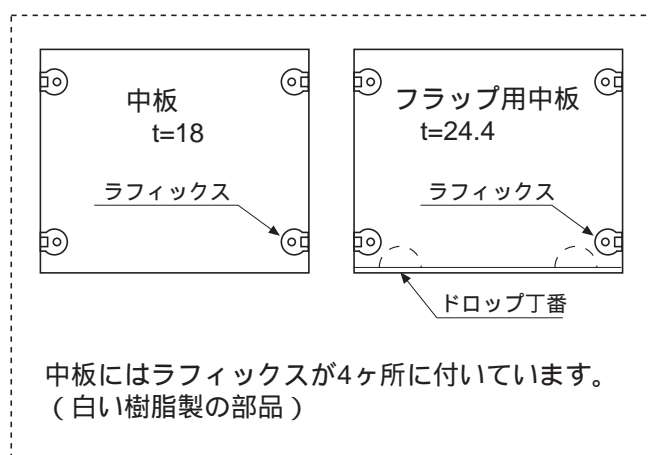 中板
t=18
ラフィックス
フラップ用中板
t=24.4
ラフィックス
ドロップ丁番
中板にはラフィックスが4ヶ所に付いています。
(白い樹脂製の部品)